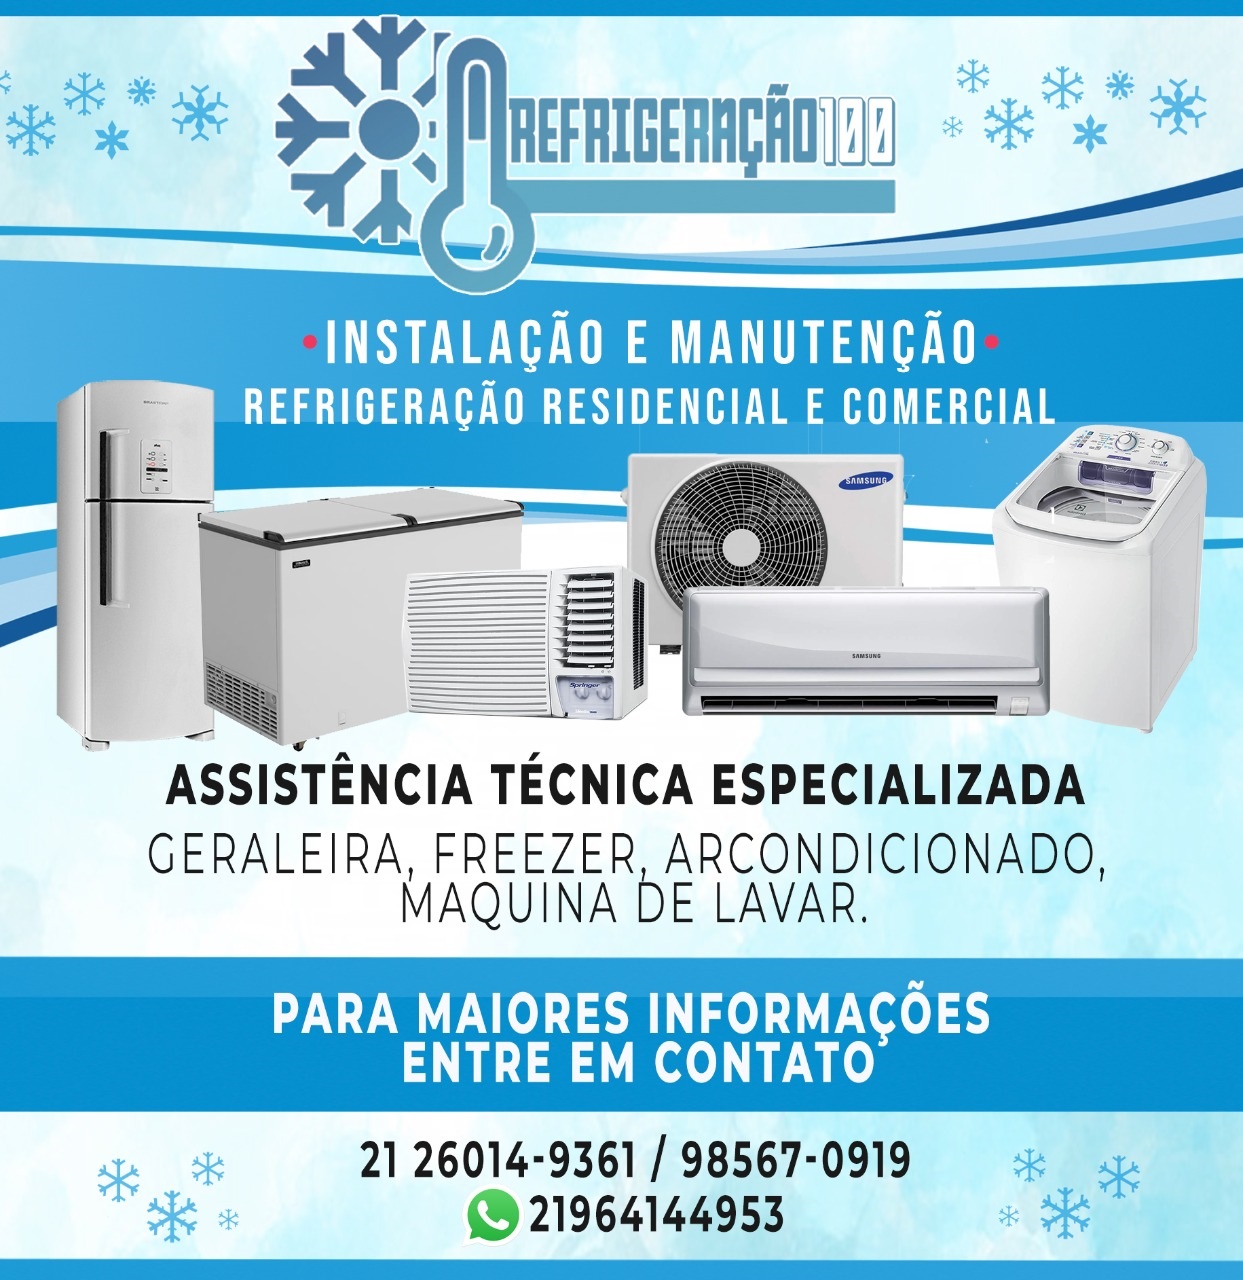 REFRIGERAÇÃO100
•INSTALAÇÃO E MANUTENÇÃO•
REFRIGERAÇÃO RESIDENCIAL E COMERCIAL
SAMSUNG
SAMSUNG
Springer
ASSISTÊNCIA TÉCNICA ESPECIALIZADA
GERALEIRA, FREEZER, ARCONDICIONADO,
MAQUINA DE LAVAR.
PARA MAIORES INFORMAÇÕES
ENTRE EM CONTATO
21 26014-9361 / 98567-0919
21964144953